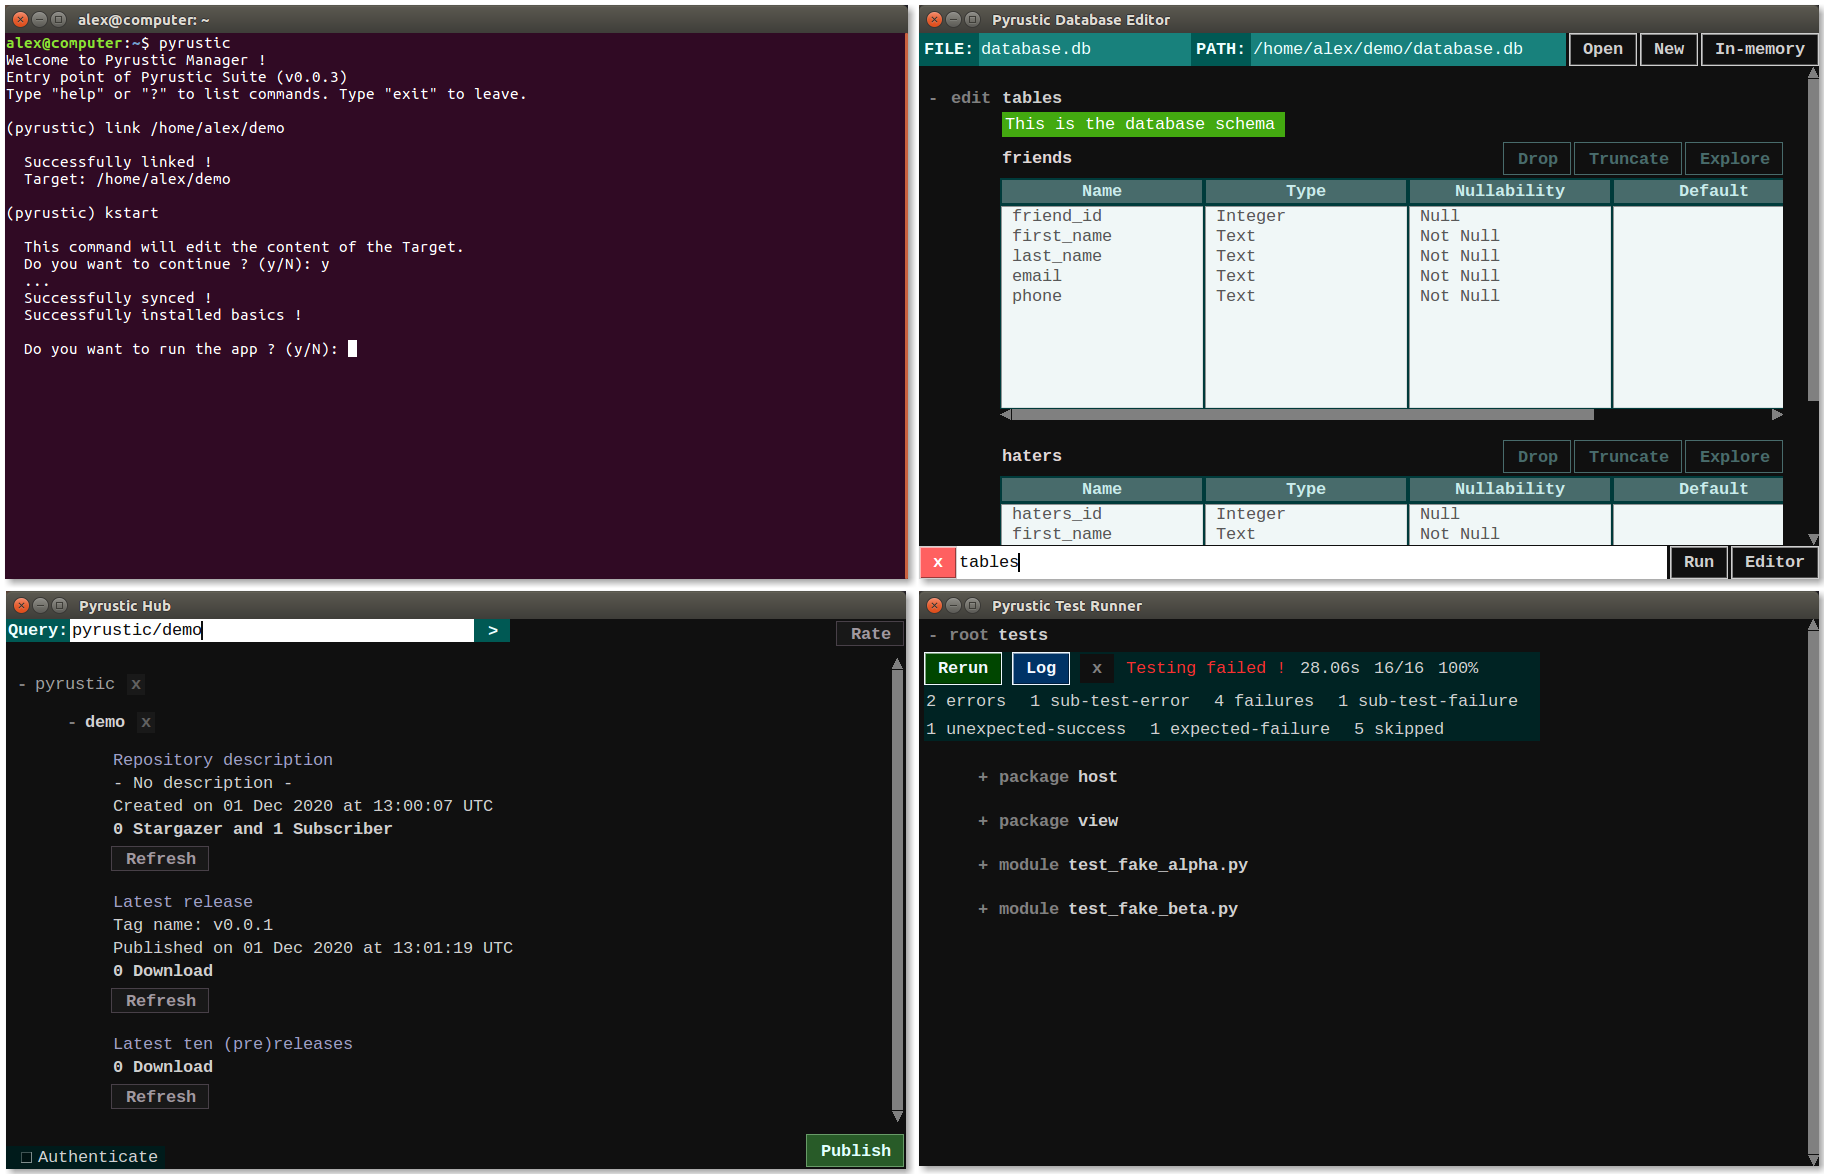 alex@computer: ~
alex@computer:~$ pyrustic
Welcome to Pyrustic Manager !
Entry point of Pyrustic Suite (v0.0.3)
Type "help" or "?" to list commands. Type "exit" to leave.
(pyrustic) link /home/alex/demo
Successfully linked !
Target: /home/alex/demo
(pyrustic) kstart
This command will edit the content of the Target.
Do you want to continue ? (y/N): y
...
Successfully synced !
Successfully installed basics !
Do you want to run the app ? (y/N):
Pyrustic Database Editor
FILE: database.db PATH: /home/alex/demo/database.db Open New In-memory
- edit tables
This is the database schema
friends Drop Truncate Explore
Name Type Nullability Default
friend_id Integer Null
first_name Text Not Null
last_name Text Not Null
email Text Not Null
phone Text Not Null
haters Drop Truncate Explore
Name Type Nullability Default
haters_id Integer Null
first_name Text Not Null
x tables Run Editor
Pyrustic Hub
Query: pyrustic/demo > Rate
- pyrustic x
- demo x
Repository description
- No description -
Created on 01 Dec 2020 at 13:00:07 UTC
0 Stargazer and 1 Subscriber
Refresh
Latest release
Tag name: v0.0.1
Published on 01 Dec 2020 at 13:01:19 UTC
0 Download
Refresh
Latest ten (pre)releases
0 Download
Refresh
Authenticate Publish
Pyrustic Test Runner
- root tests
Rerun Log x Testing failed ! 28.06s 16/16 100%
2 errors 1 sub-test-error 4 failures 1 sub-test-failure
1 unexpected-success 1 expected-failure 5 skipped
+ package host
+ package view
+ module test_fake_alpha.py
+ module test_fake_beta.py